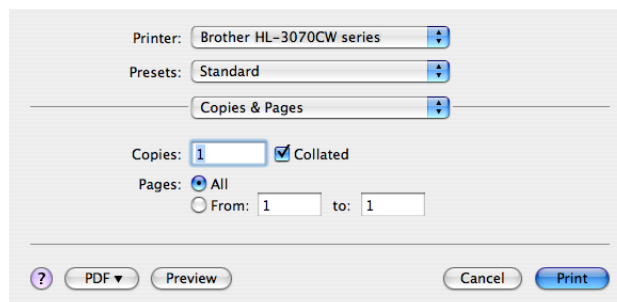 Printer: Brother HL-3070CW series
Presets: Standard
Copies & Pages
Copies: 1 Collated
Pages: All
From: 1 to: 1
? PDF ▼ Preview Cancel Print